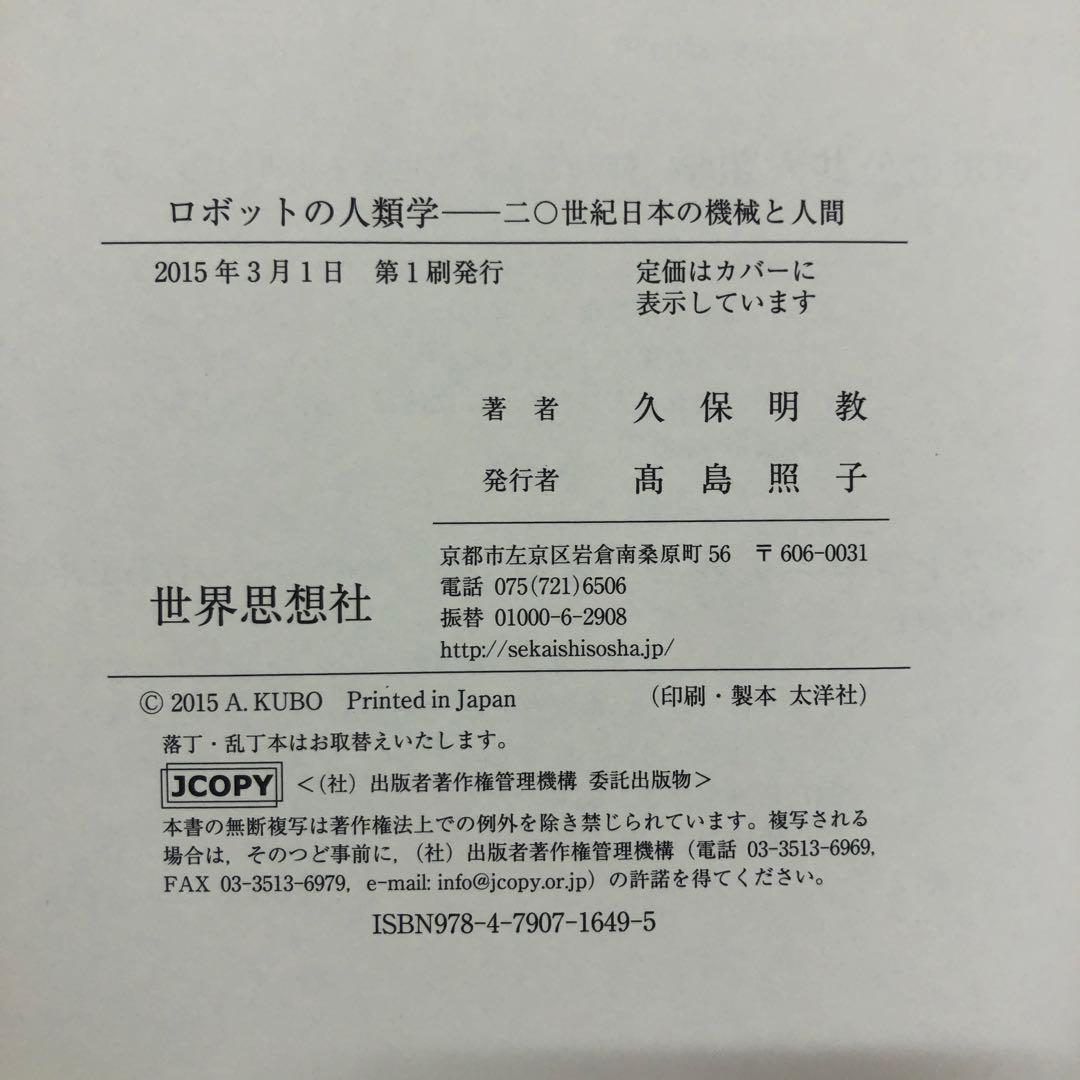 ロボットの人類学――二〇世紀日本の機械と人間
2015年3月1日　第1刷発行　定価はカバーに
表示しています
著者　久保明教
発行者　髙島照子
世界思想社
京都市左京区岩倉南桑原町56　〒606-0031
電話 075(721)6506
振替 01000-6-2908
http://sekaishisosha.jp/
© 2015 A. KUBO　Printed in Japan　（印刷・製本 太洋社）
落丁・乱丁本はお取替えいたします。
JCOPY ＜(社) 出版者著作権管理機構 委託出版物＞
本書の無断複写は著作権法上での例外を除き禁じられています。複写される
場合は，そのつど事前に，(社) 出版者著作権管理機構（電話 03-3513-6969，
FAX 03-3513-6979，e-mail: info@jcopy.or.jp）の許諾を得てください。
ISBN978-4-7907-1649-5